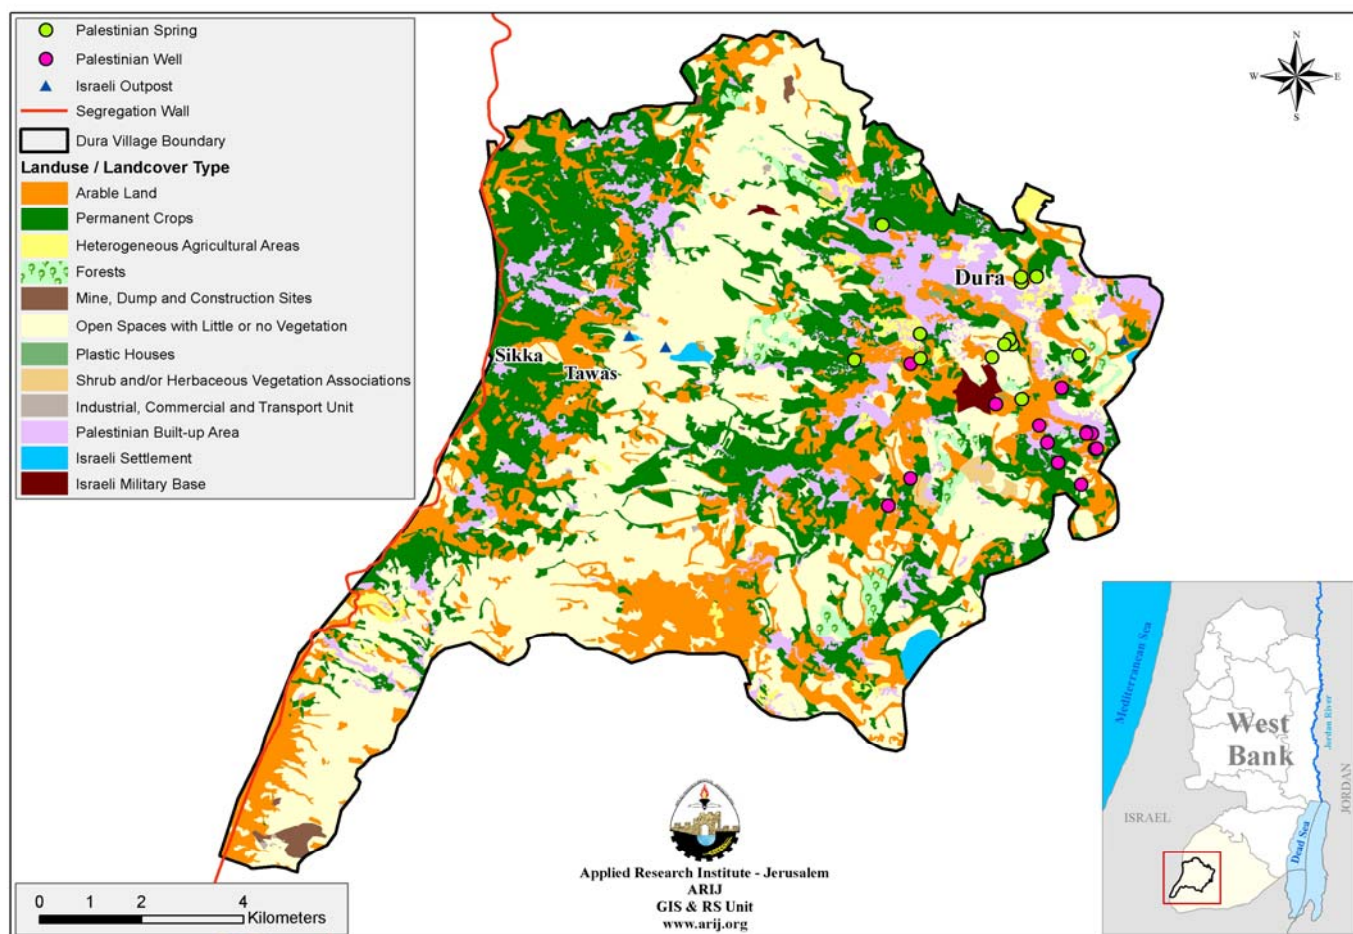 Palestinian Spring
Palestinian Well
Israeli Outpost
Segregation Wall
Dura Village Boundary
Landuse / Landcover Type
Arable Land
Permanent Crops
Heterogeneous Agricultural Areas
Forests
Mine, Dump and Construction Sites
Open Spaces with Little or no Vegetation
Plastic Houses
Shrub and/or Herbaceous Vegetation Associations
Industrial, Commercial and Transport Unit
Palestinian Built-up Area
Israeli Settlement
Israeli Military Base
N
W
E
S
Dura
Sikka
Tawas
Mediterranean Sea
West
Bank
Jordan River
JORDAN
ISRAEL
Dead Sea
Applied Research Institute - Jerusalem
ARIJ
GIS & RS Unit
www.arij.org
0 1 2 4
Kilometers